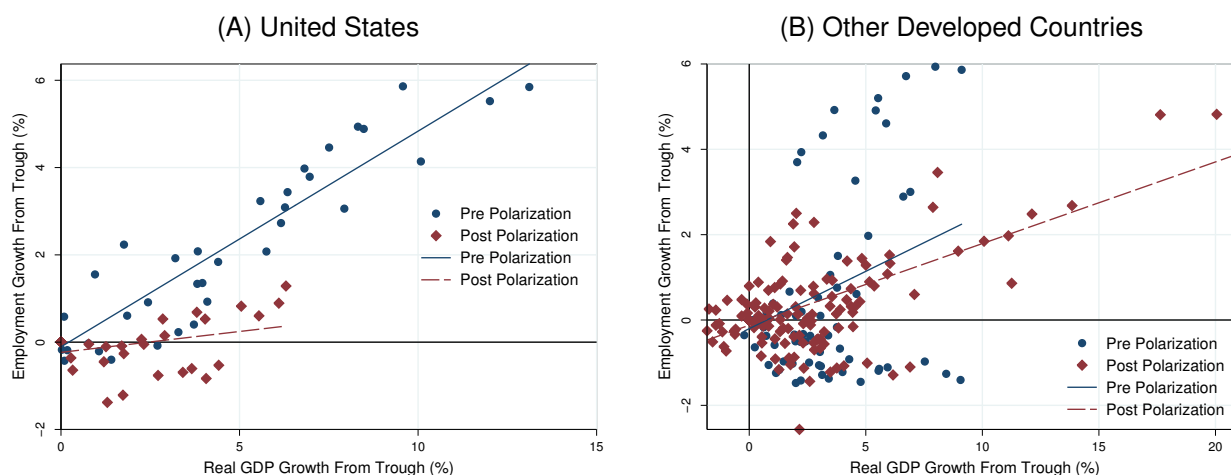 (A) United States
Employment Growth From Trough (%)
6
4
2
0
−2
Pre Polarization
Post Polarization
Pre Polarization
Post Polarization
0
5
10
15
Real GDP Growth From Trough (%)
(B) Other Developed Countries
Employment Growth From Trough (%)
6
4
2
0
−2
Pre Polarization
Post Polarization
Pre Polarization
Post Polarization
0
5
10
15
20
Real GDP Growth From Trough (%)